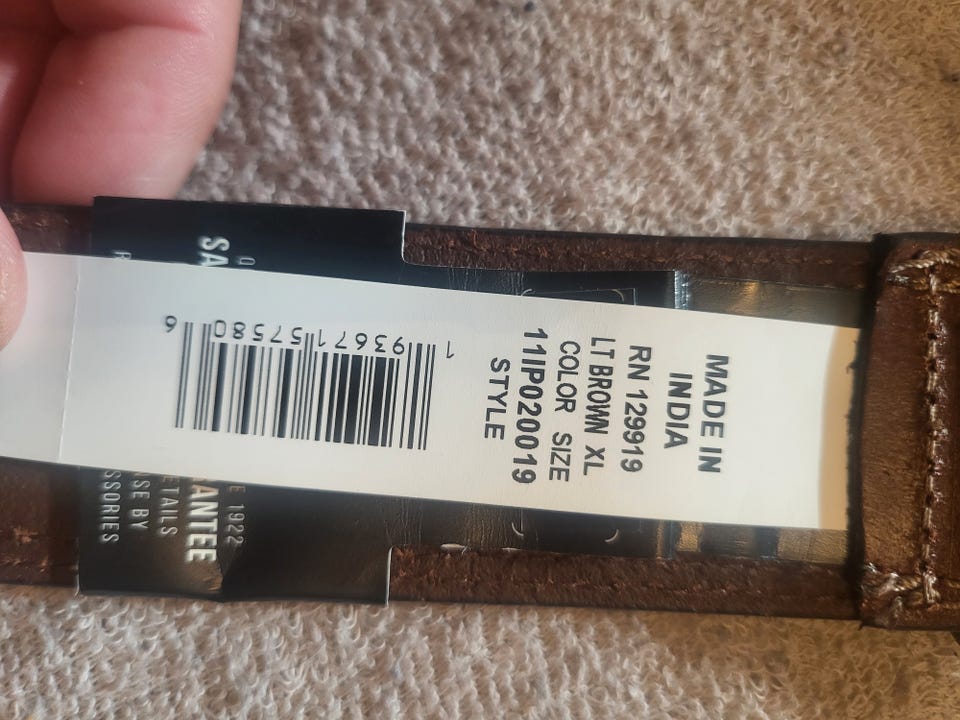 MADE IN
INDIA
RN 129919
LT BROWN XL
COLOR SIZE
11IP020019
STYLE
1 93671 57580 6
E 1922
SA ANTEE
ETAILS
SE BY
SSORIES